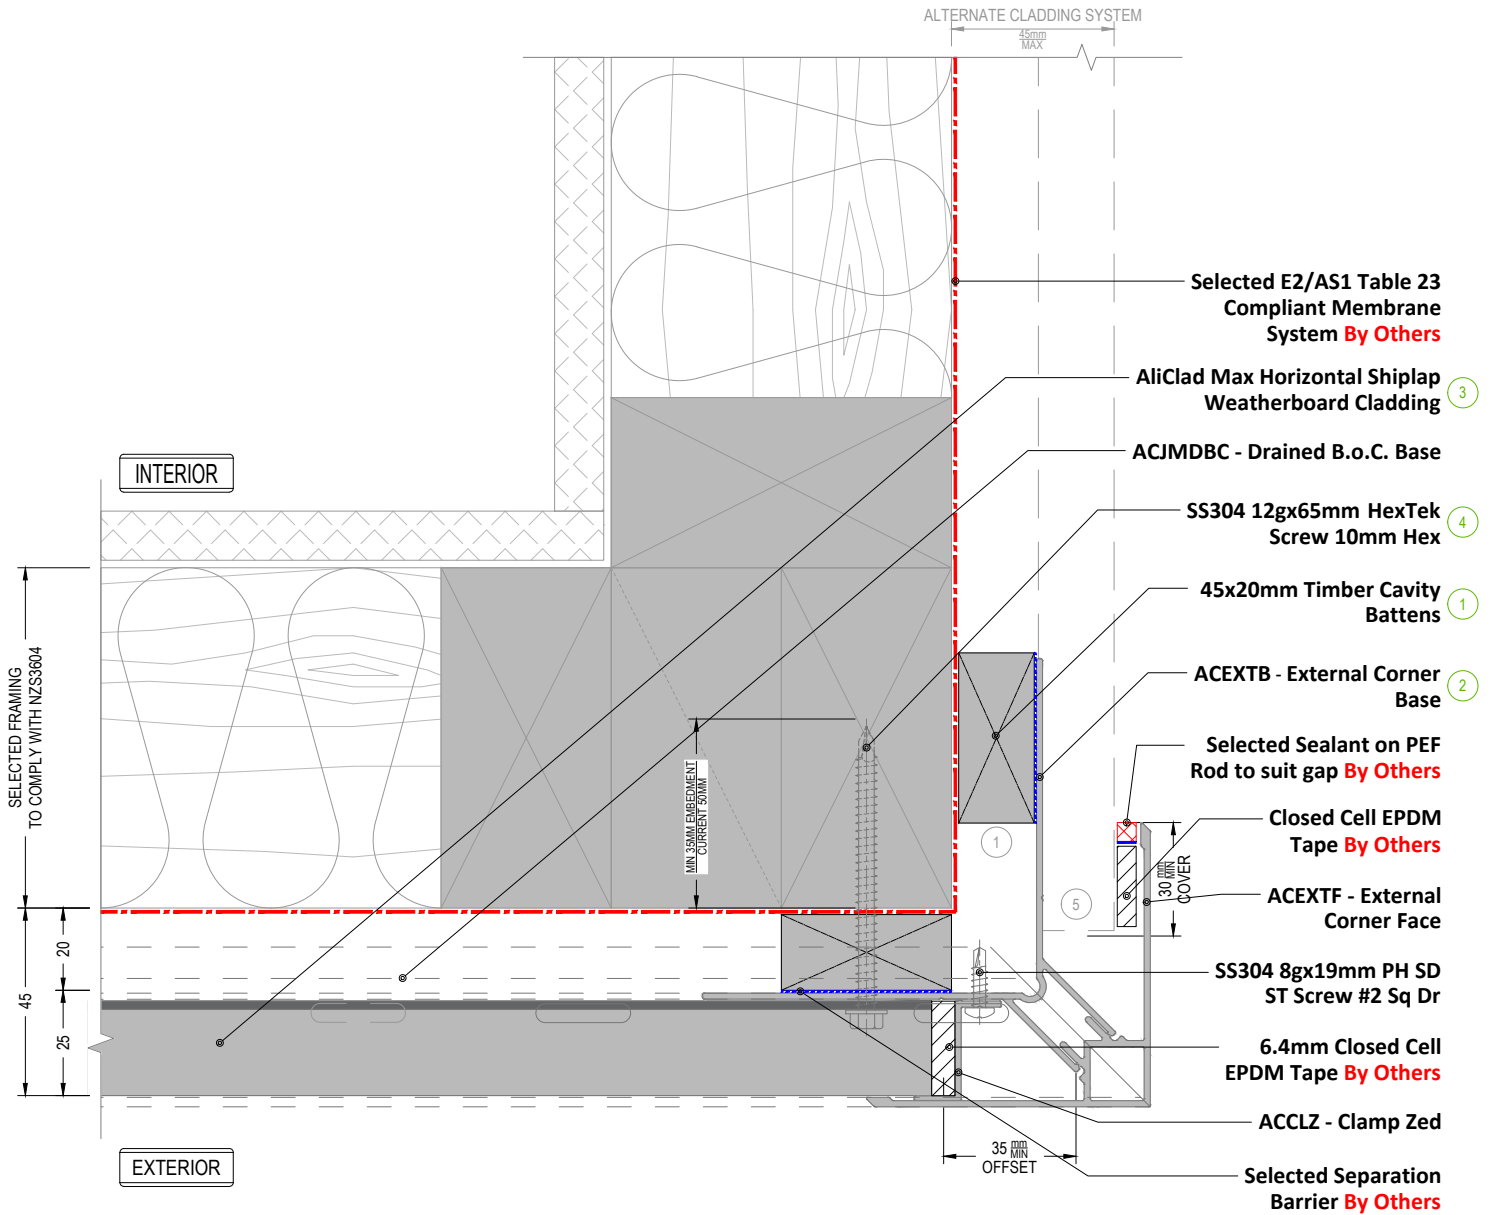 ALTERNATE CLADDING SYSTEM
45mm
MAX
Selected E2/AS1 Table 23
Compliant Membrane
System By Others
AliClad Max Horizontal Shiplap
Weatherboard Cladding
3
ACJMDBC - Drained B.o.C. Base
INTERIOR
SS304 12gx65mm HexTek
Screw 10mm Hex
4
45x20mm Timber Cavity
Battens
1
SELECTED FRAMING
TO COMPLY WITH NZS3604
ACEXTB - External Corner
Base
2
Selected Sealant on PEF
Rod to suit gap By Others
MIN 35MM EMBEDMENT
CURRENT 50MM
Closed Cell EPDM
Tape By Others
1
30 mm
MIN
COVER
ACEXTF - External
Corner Face
5
20
45
25
SS304 8gx19mm PH SD
ST Screw #2 Sq Dr
6.4mm Closed Cell
EPDM Tape By Others
ACCLZ - Clamp Zed
35 mm
MIN
OFFSET
EXTERIOR
Selected Separation
Barrier By Others